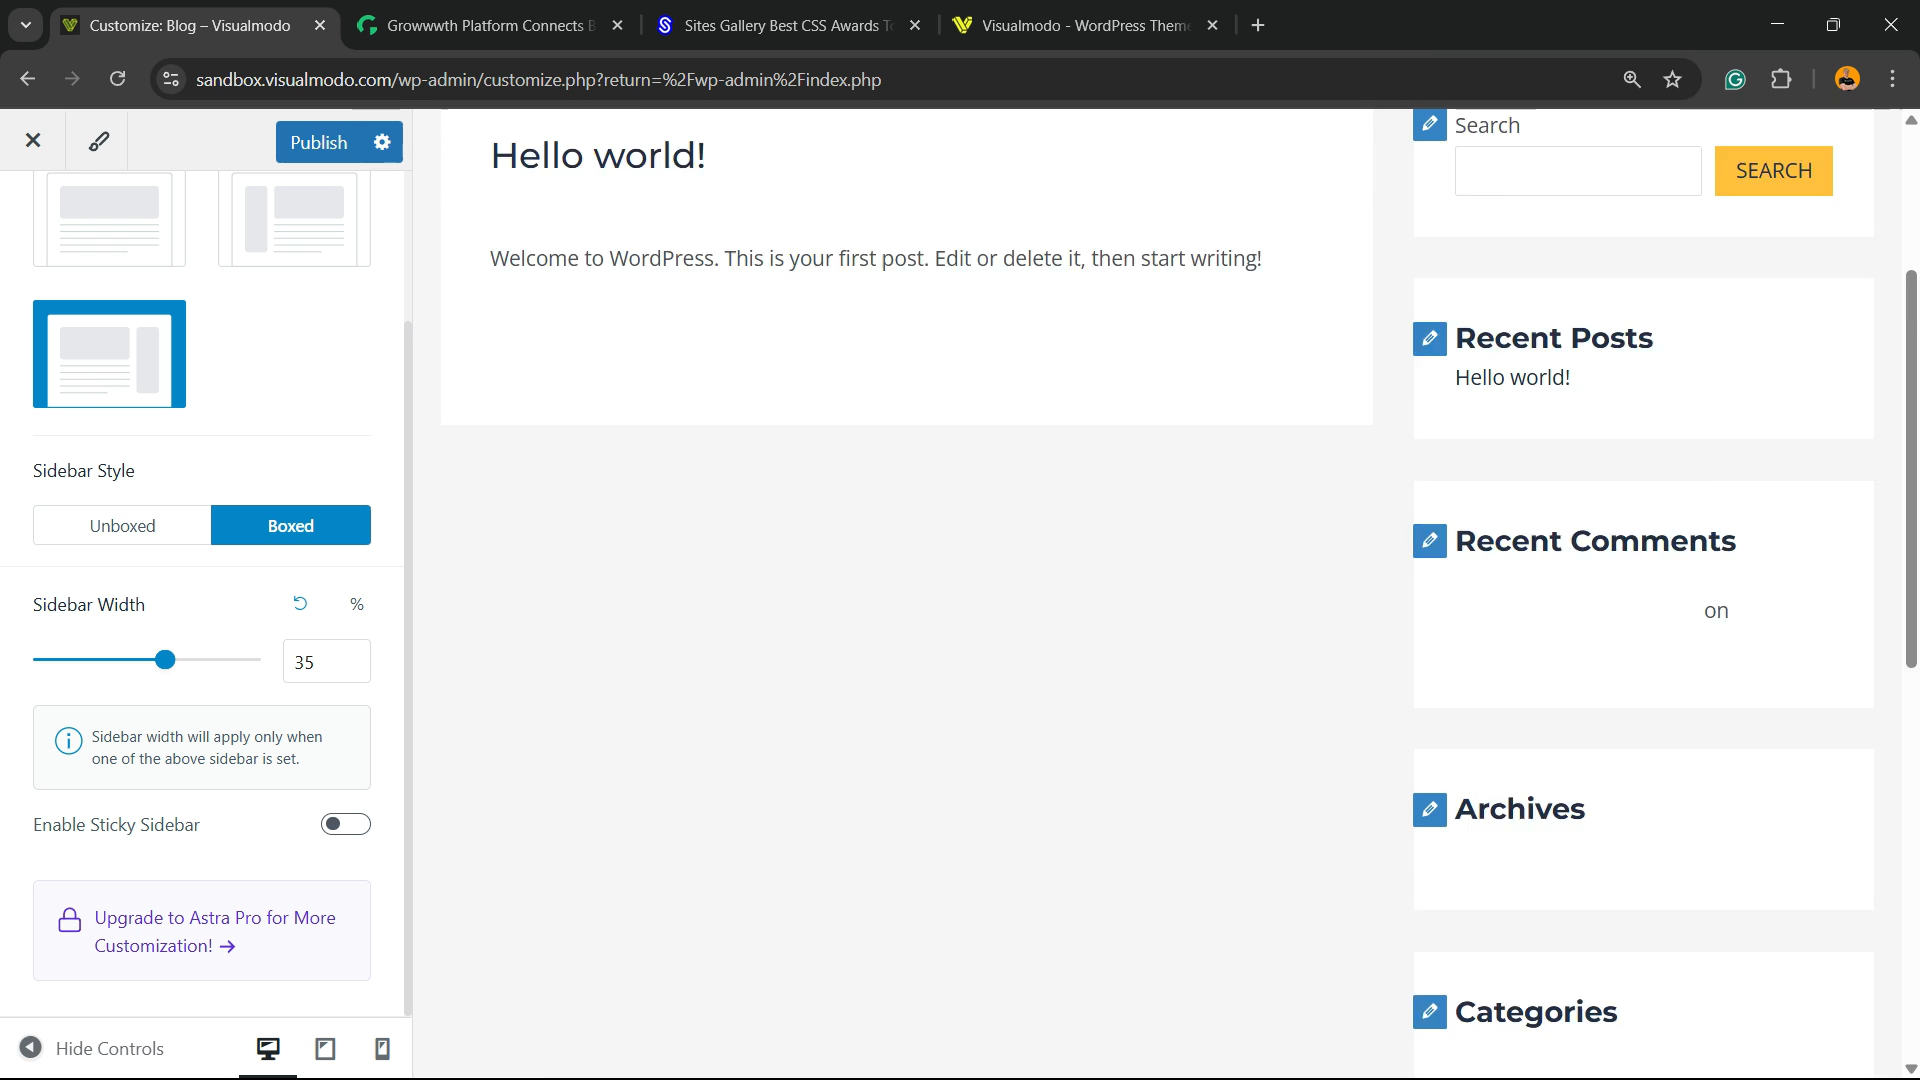 Customize: Blog – Visualmodo
Growwwth Platform Connects B
Sites Gallery Best CSS Awards To
Visualmodo - WordPress Theme
sandbox.visualmodo.com/wp-admin/customize.php?return=%2Fwp-admin%2Findex.php
Publish
Sidebar Style
Unboxed
Boxed
Sidebar Width
%
35
Sidebar width will apply only when
one of the above sidebar is set.
Enable Sticky Sidebar
Upgrade to Astra Pro for More
Customization! →
Hide Controls
Hello world!
Welcome to WordPress. This is your first post. Edit or delete it, then start writing!
Search
SEARCH
Recent Posts
Hello world!
Recent Comments
on
Archives
Categories